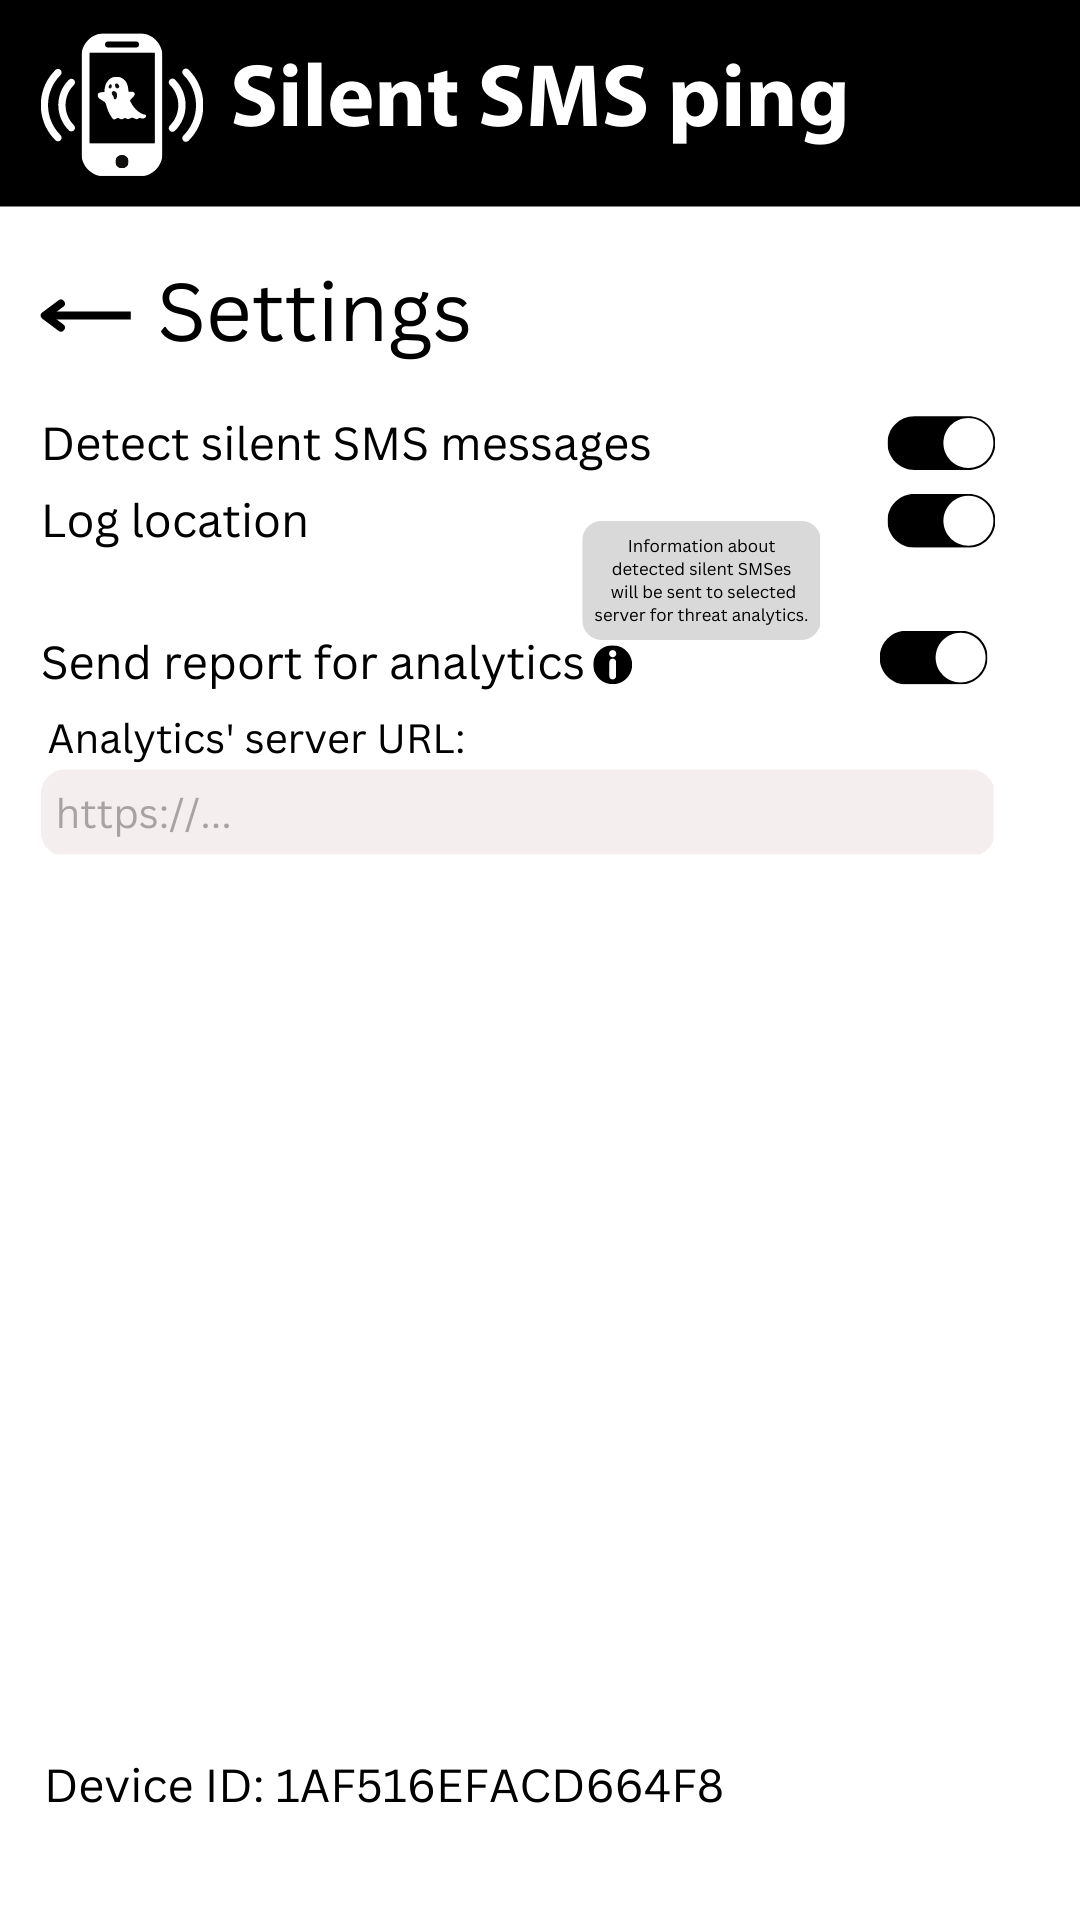 Silent SMS ping
Settings
Detect silent SMS messages
Log location
Information about
detected silent SMSes
will be sent to selected
server for threat analytics.
Send report for analytics
Analytics' server URL:
https://...
Device ID: 1AF516EFACD664F8